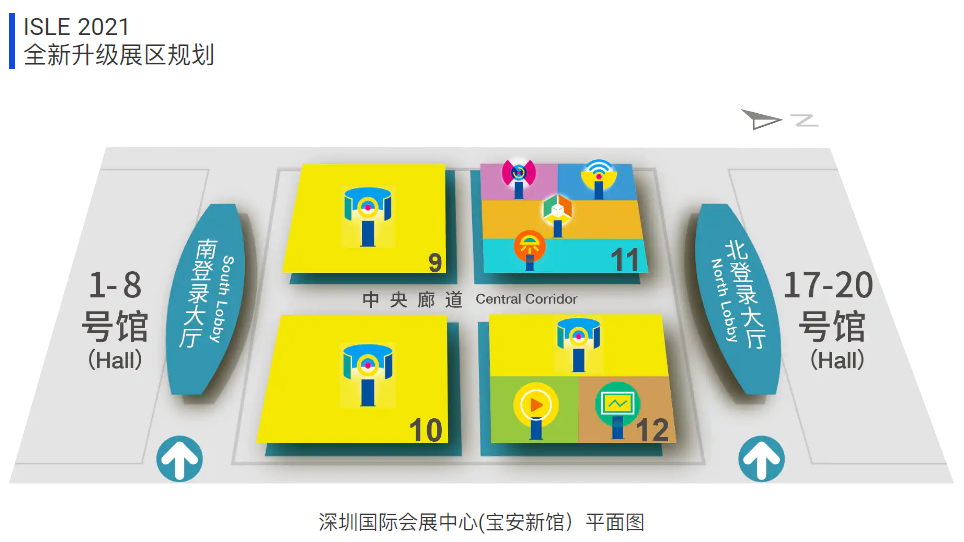 ISLE 2021
全新升级展区规划
N
9
11
南登录大厅
South Lobby
北登录大厅
North Lobby
1-8
号馆
(Hall)
17-20
号馆
(Hall)
中央廊道 Central Corridor
10
12
深圳国际会展中心(宝安新馆）平面图